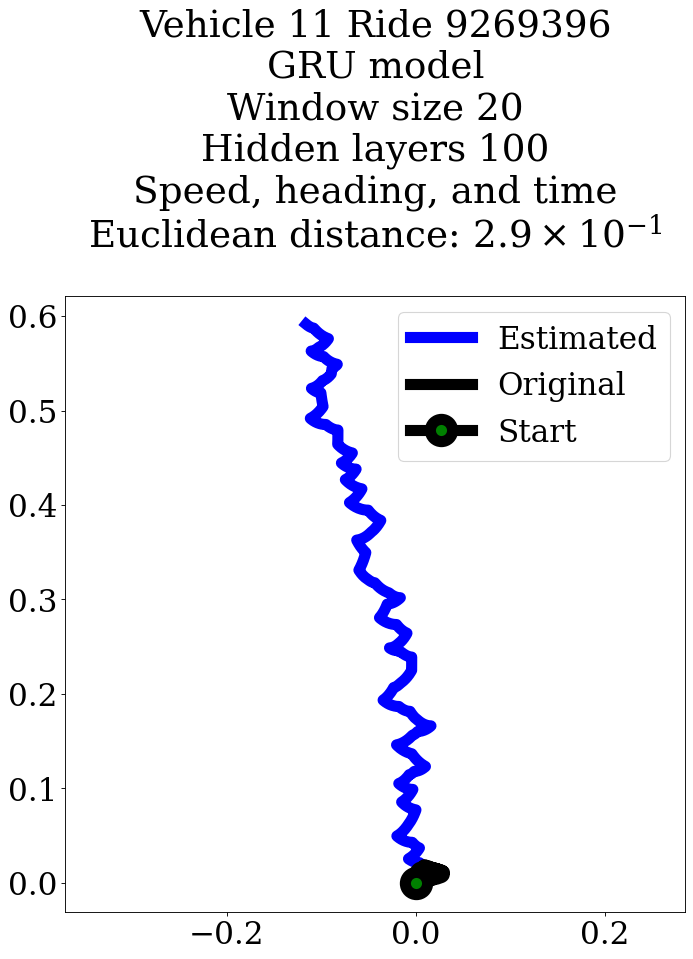 Vehicle 11 Ride 9269396
GRU model
Window size 20
Hidden layers 100
Speed, heading, and time
Euclidean distance: 2.9 × 10⁻¹
Estimated
Original
Start
0.6
0.5
0.4
0.3
0.2
0.1
0.0
−0.2 0.0 0.2